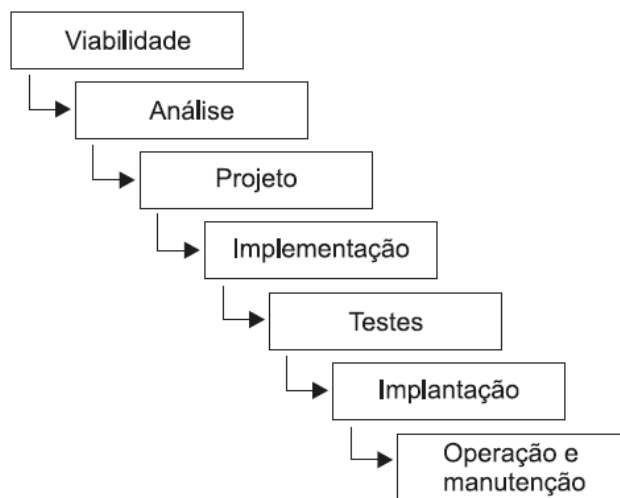 Viabilidade
Análise
Projeto
Implementação
Testes
Implantação
Operação e
manutenção